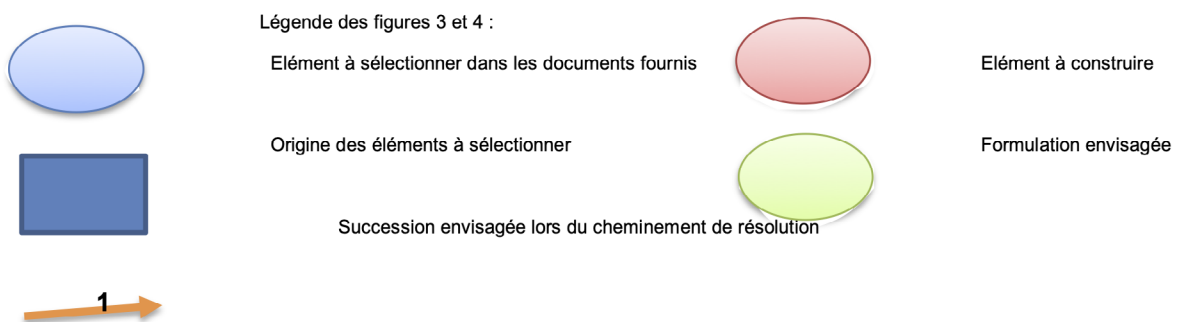 Légende des figures 3 et 4 :
Elément à sélectionner dans les documents fournis
Elément à construire
Origine des éléments à sélectionner
Formulation envisagée
Succession envisagée lors du cheminement de résolution
1